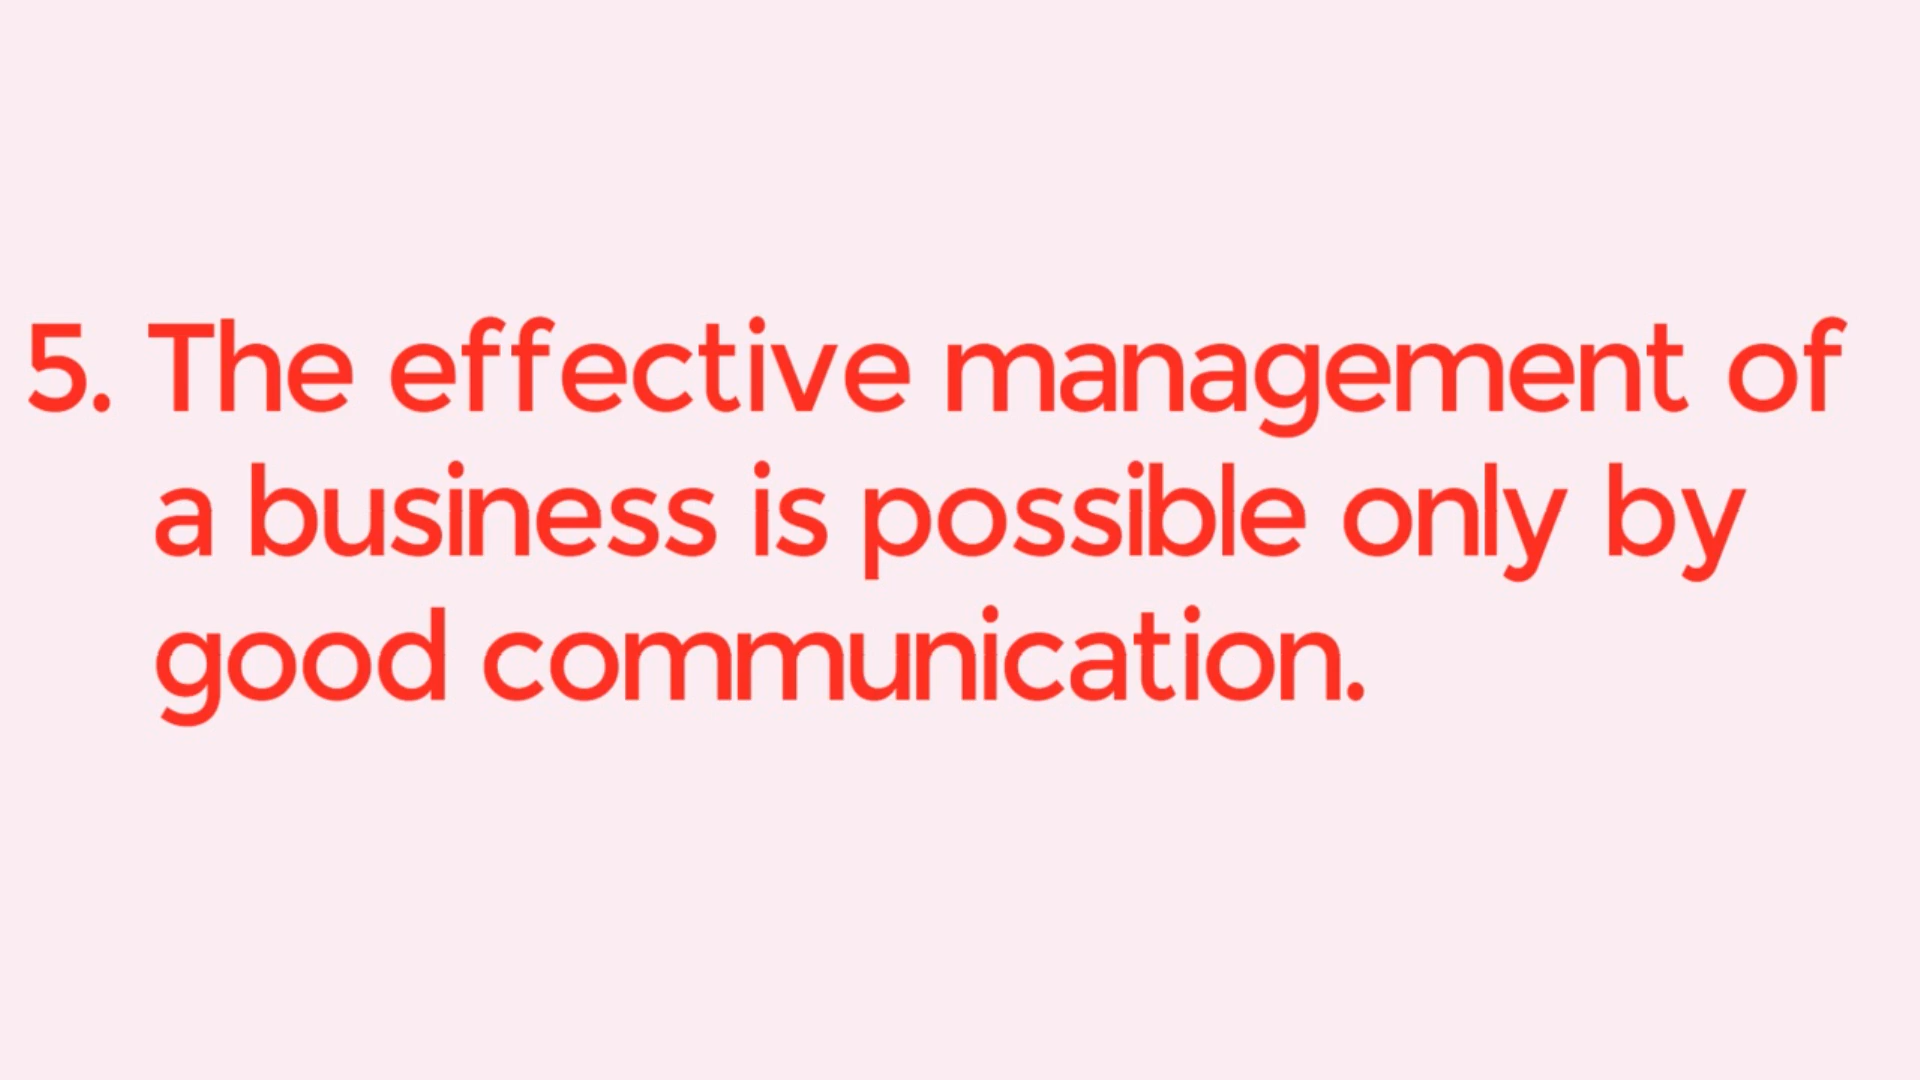 5. The effective management of
a business is possible only by
good communication.